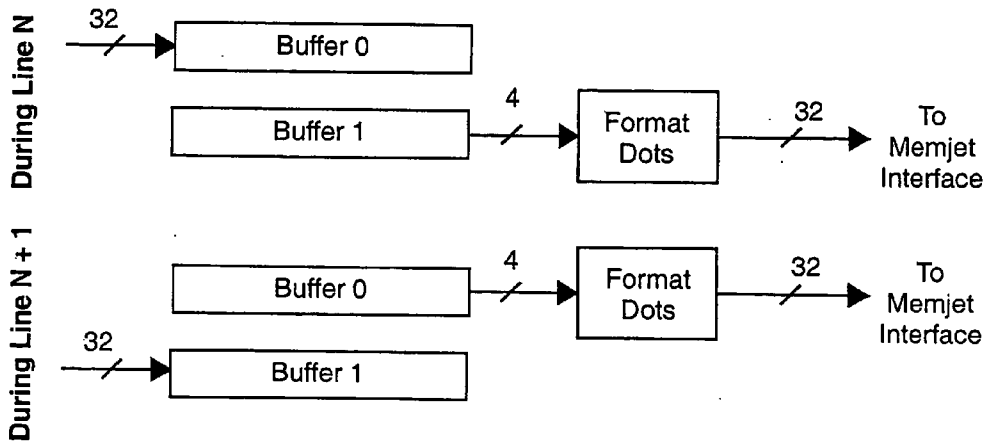 During Line N
32
Buffer 0
Buffer 1
4
Format
Dots
32
To
Memjet
Interface
During Line N + 1
Buffer 0
4
Format
Dots
32
To
Memjet
Interface
32
Buffer 1